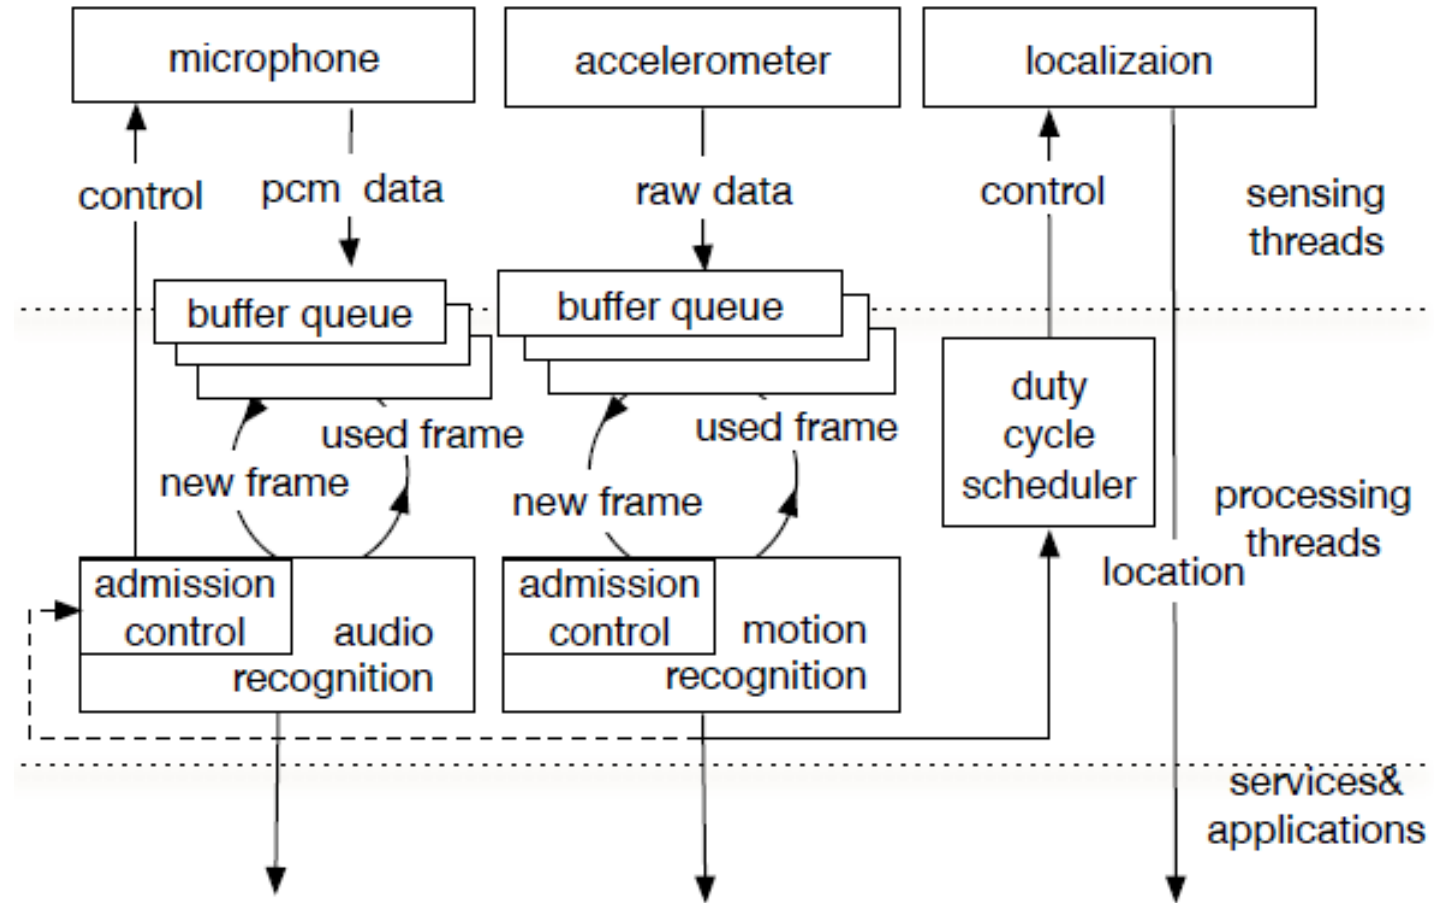 microphone
accelerometer
localizaion
control
pcm data
raw data
control
sensing
threads
buffer queue
buffer queue
used frame
new frame
used frame
new frame
duty
cycle
scheduler
processing
threads
location
admission
control
audio
recognition
admission
control
motion
recognition
services&
applications